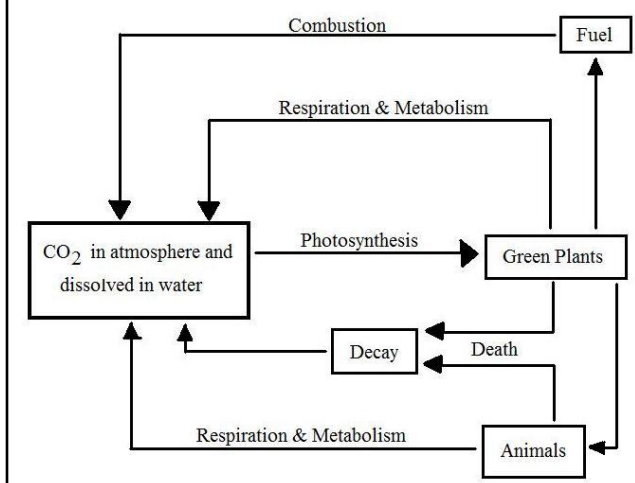 Combustion
Fuel
Respiration & Metabolism
CO2 in atmosphere and
dissolved in water
Photosynthesis
Green Plants
Decay
Death
Respiration & Metabolism
Animals